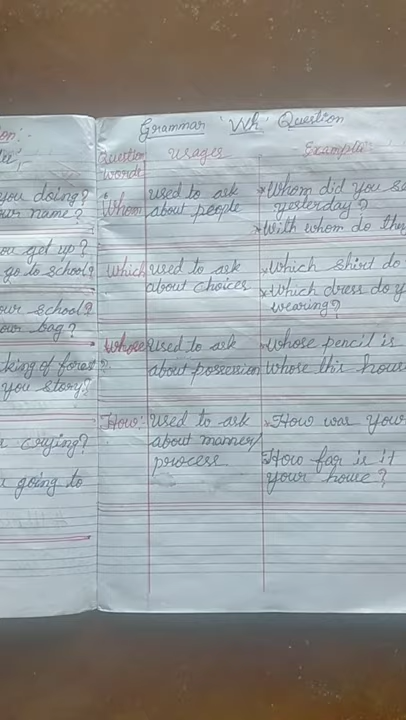 on:-
you doing?
our name?
ou get up?
go to school?
our school?
our bag?
king of forest?
you story?
crying?
going to
Grammar 'Wh' Question
Question words
Usages
Example:
Whom
used to ask
about people
*Whom did you
yesterday?
*With whom do
Which
used to ask
about choices
*Which shirt do
*Which dress do y
wearing?
Whose
used to ask
about possession
Whose pencil is
Whose this
How:-
used to ask
about manner/
process
*How was your
How far is it
your home?